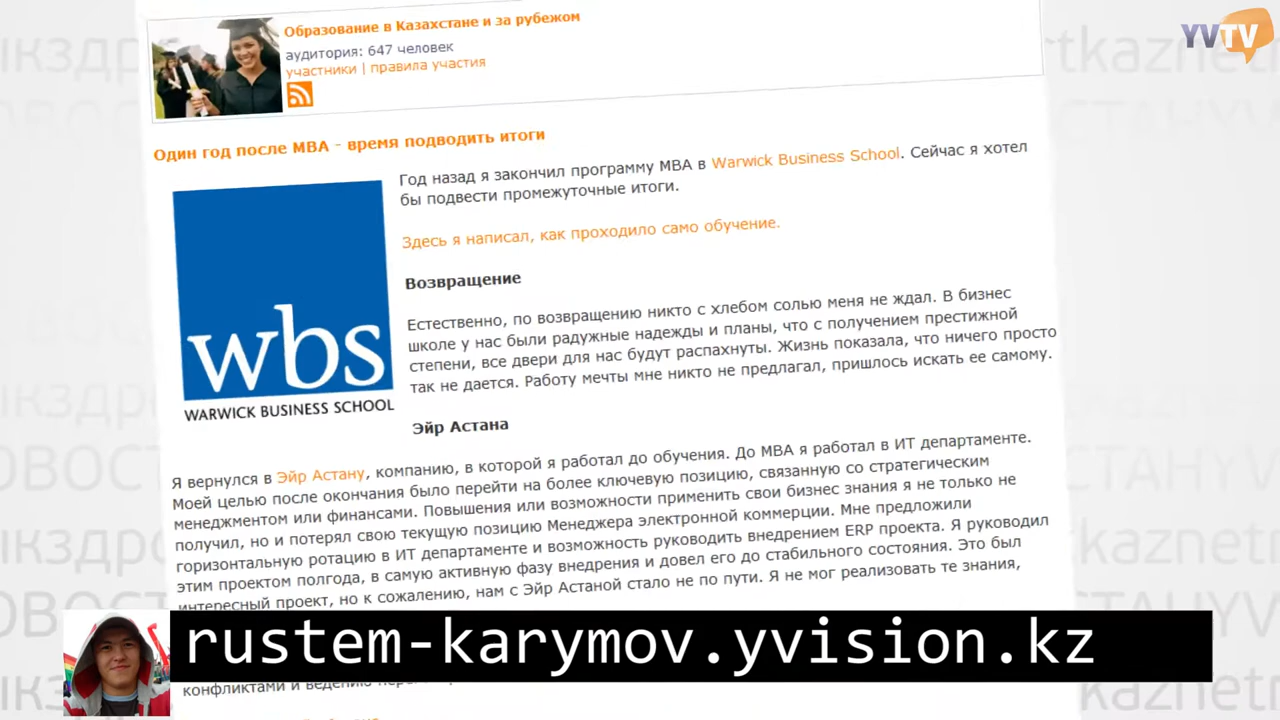 YVTV
Образование в Казахстане и за рубежом
аудитория: 647 человек
участники | правила участия
Один год после МВА - время подводить итоги
Год назад я закончил программу МВА в Warwick Business School. Сейчас я хотел
бы подвести промежуточные итоги.
Здесь я написал, как проходило само обучение.
Возвращение
Естественно, по возвращению никто с хлебом солью меня не ждал. В бизнес
школе у нас были радужные надежды и планы, что с получением престижной
степени, все двери для нас будут распахнуты. Жизнь показала, что ничего просто
так не дается. Работу мечты мне никто не предлагал, пришлось искать ее самому.
wbs
WARWICK BUSINESS SCHOOL
Эйр Астана
Я вернулся в Эйр Астану, компанию, в которой я работал до обучения. До МВА я работал в ИТ департаменте.
Моей целью после окончания было перейти на более ключевую позицию, связанную со стратегическим
менеджментом или финансами. Повышения или возможности применить свои бизнес знания я не только не
получил, но и потерял свою текущую позицию Менеджера электронной коммерции. Мне предложили
горизонтальную ротацию в ИТ департаменте и возможность руководить внедрением ERP проекта. Я руководил
этим проектом полгода, в самую активную фазу внедрения и довел его до стабильного состояния. Это был
интересный проект, но к сожалению, нам с Эйр Астаной стало не по пути. Я не мог реализовать те знания,
rustem-karymov.yvision.kz
конфликтами и